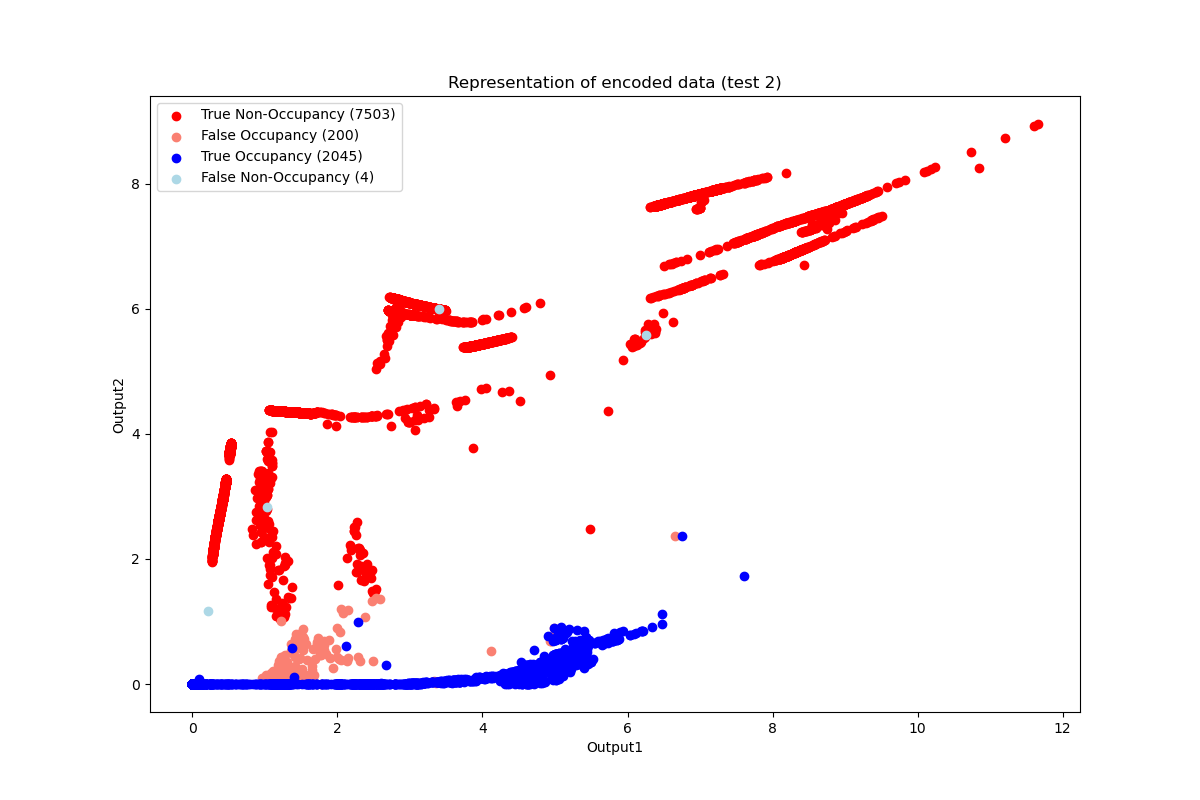 Representation of encoded data (test 2)
True Non-Occupancy (7503)
False Occupancy (200)
True Occupancy (2045)
False Non-Occupancy (4)
8
6
4
2
0
Output2
0 2 4 6 8 10 12
Output1